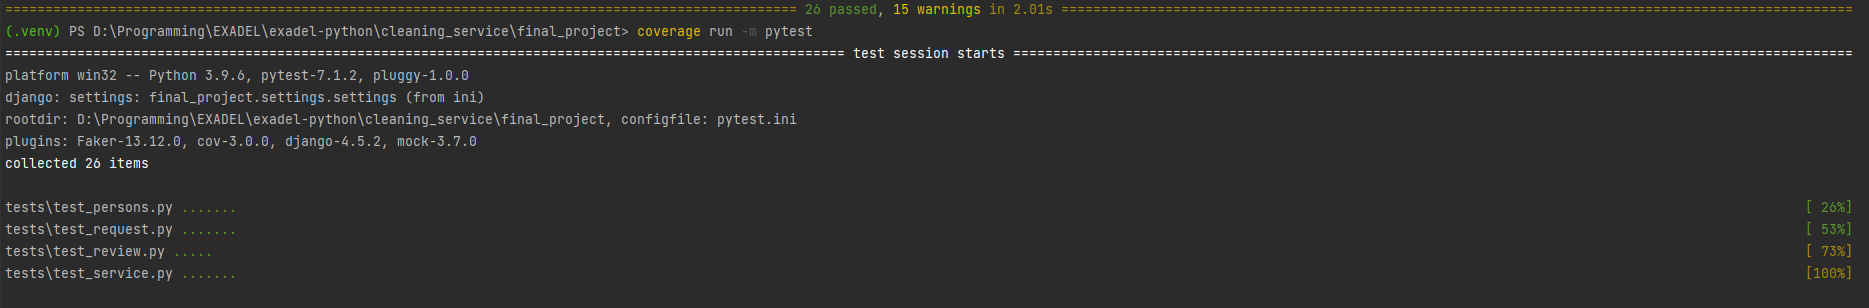 =================================================== 26 passed, 15 warnings in 2.01s ===================================================
(.venv) PS D:\Programming\EXADEL\exadel-python\cleaning_service\final_project> coverage run -m pytest
=================================================== test session starts ===================================================
platform win32 -- Python 3.9.6, pytest-7.1.2, pluggy-1.0.0
django: settings: final_project.settings.settings (from ini)
rootdir: D:\Programming\EXADEL\exadel-python\cleaning_service\final_project, configfile: pytest.ini
plugins: Faker-13.12.0, cov-3.0.0, django-4.5.2, mock-3.7.0
collected 26 items
tests\test_persons.py ....... [ 26%]
tests\test_request.py ....... [ 53%]
tests\test_review.py ..... [ 73%]
tests\test_service.py ....... [100%]